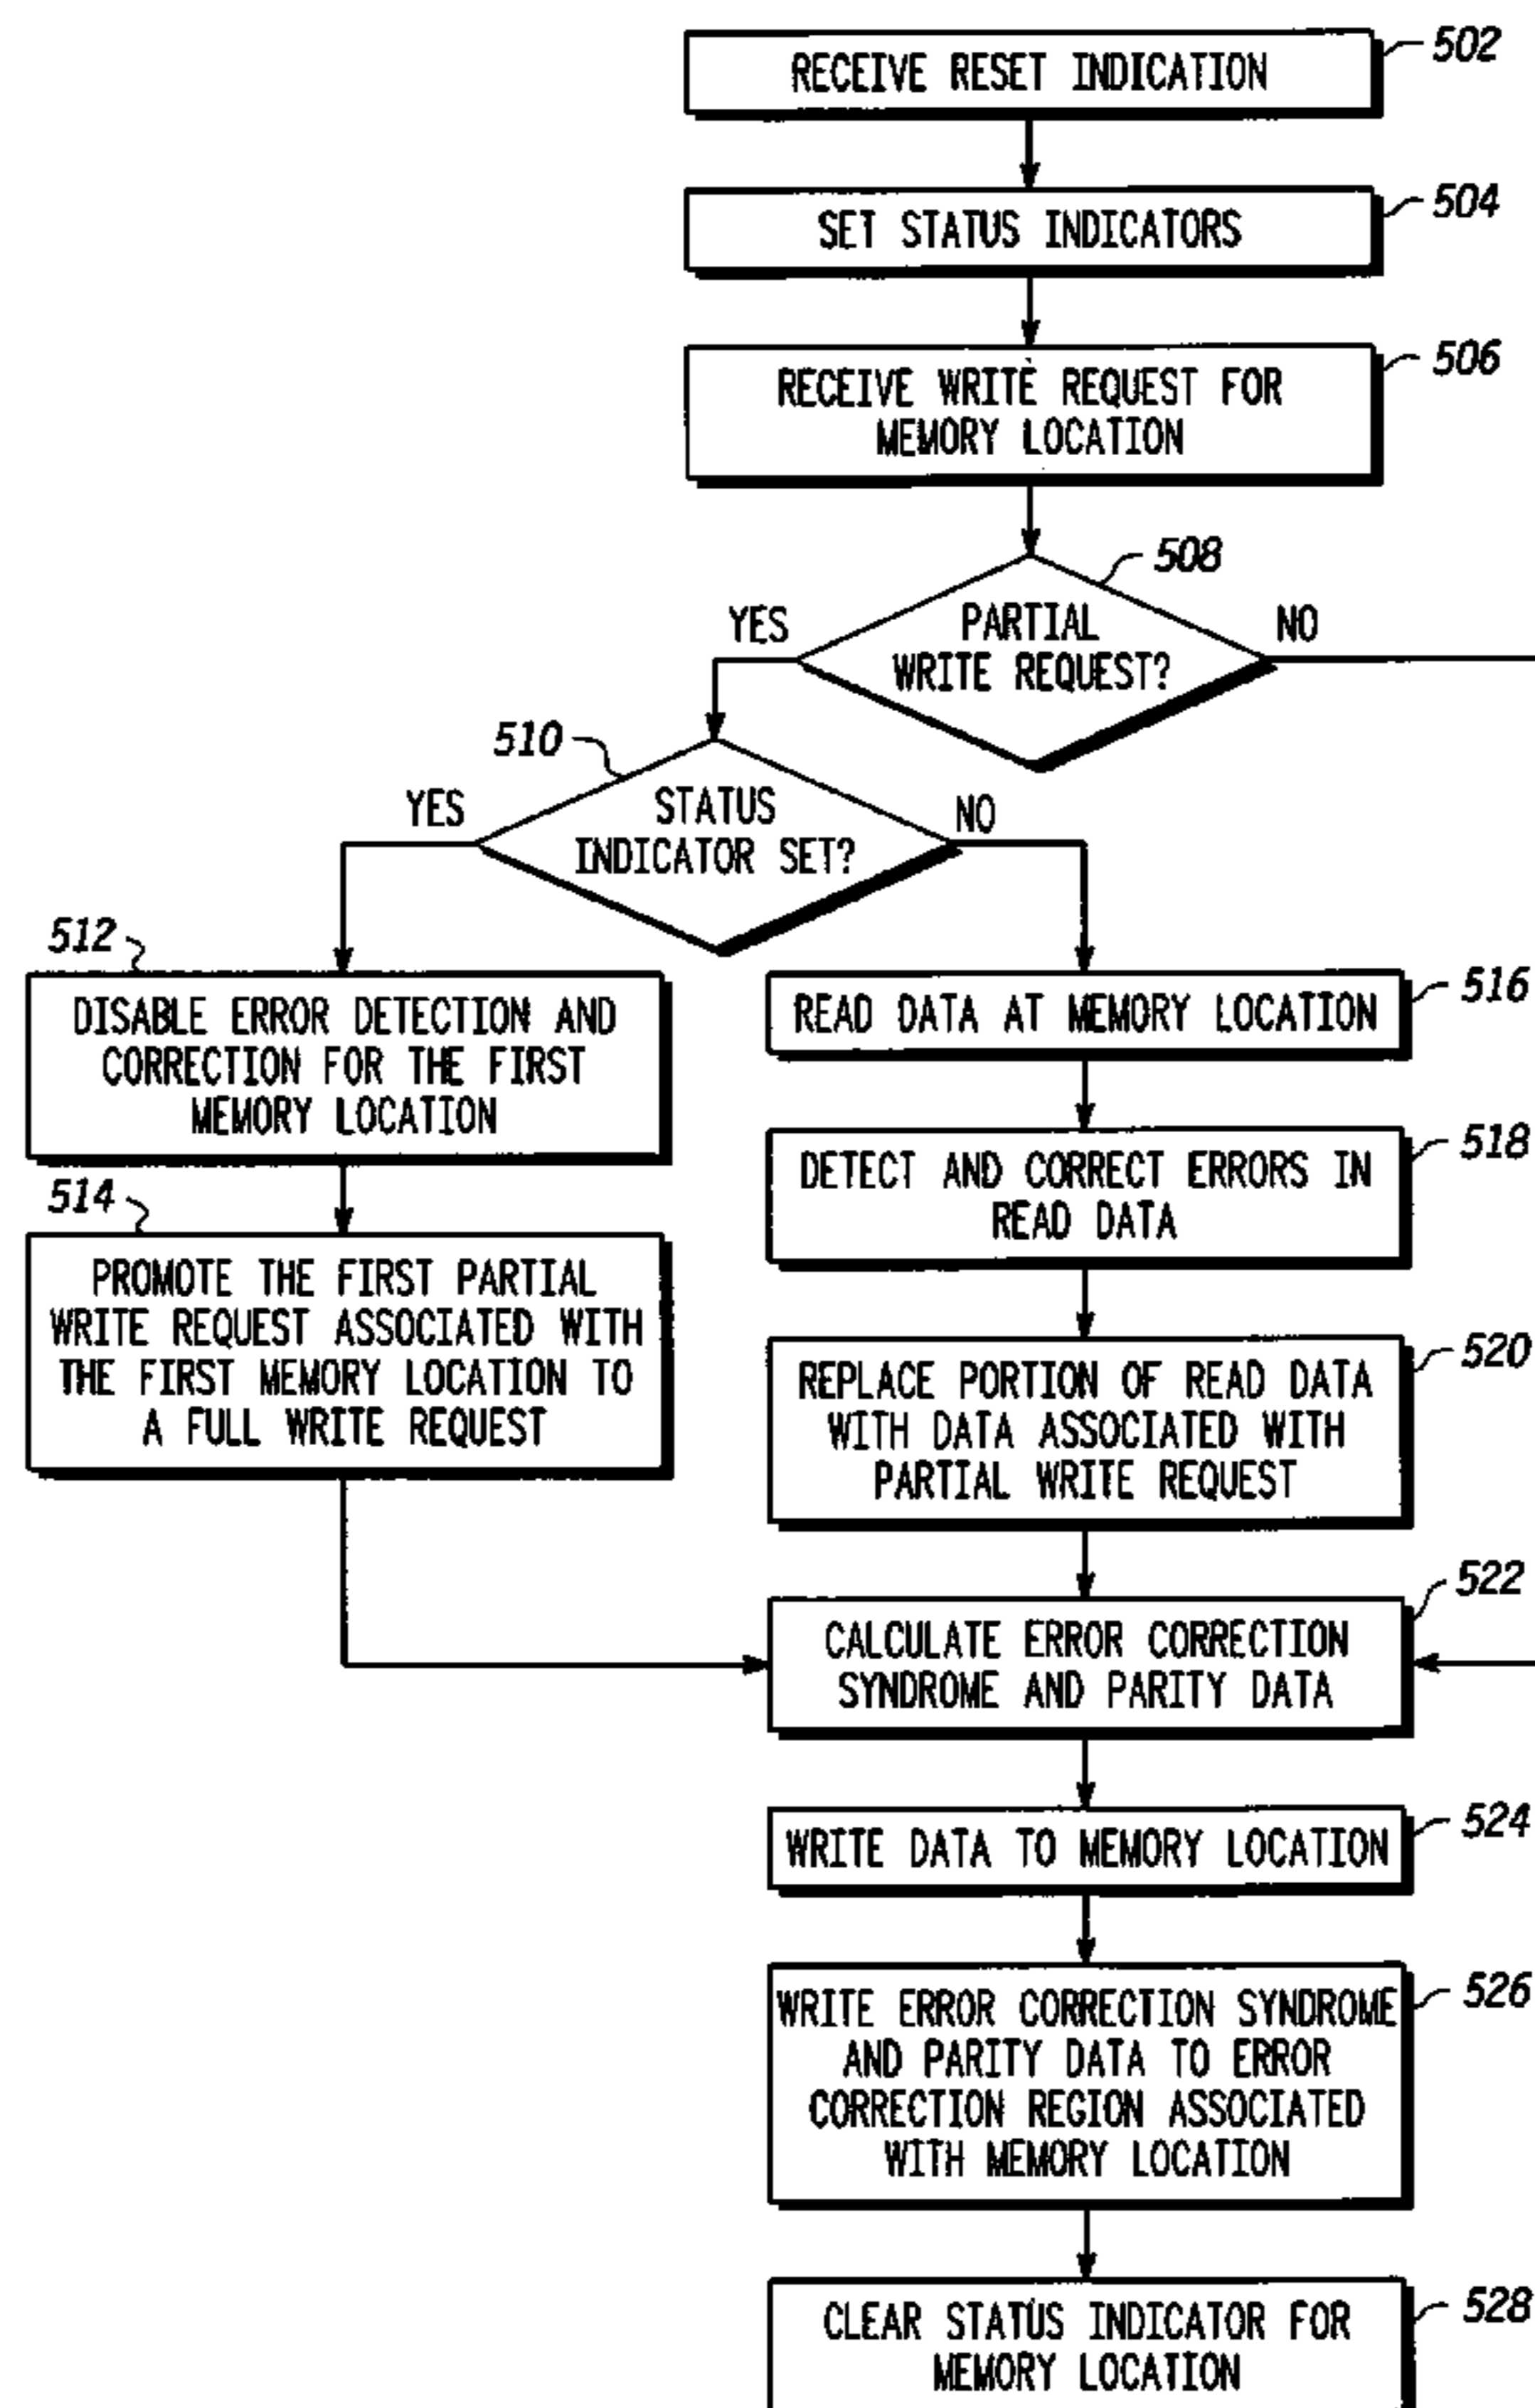 502
RECEIVE RESET INDICATION
504
SET STATUS INDICATORS
506
RECEIVE WRITE REQUEST FOR
MEMORY LOCATION
508
YES
PARTIAL
WRITE REQUEST?
NO
510
YES
STATUS
INDICATOR SET?
NO
512
DISABLE ERROR DETECTION AND
CORRECTION FOR THE FIRST
MEMORY LOCATION
514
PROMOTE THE FIRST PARTIAL
WRITE REQUEST ASSOCIATED WITH
THE FIRST MEMORY LOCATION TO
A FULL WRITE REQUEST
516
READ DATA AT MEMORY LOCATION
518
DETECT AND CORRECT ERRORS IN
READ DATA
520
REPLACE PORTION OF READ DATA
WITH DATA ASSOCIATED WITH
PARTIAL WRITE REQUEST
522
CALCULATE ERROR CORRECTION
SYNDROME AND PARITY DATA
524
WRITE DATA TO MEMORY LOCATION
526
WRITE ERROR CORRECTION SYNDROME
AND PARITY DATA TO ERROR
CORRECTION REGION ASSOCIATED
WITH MEMORY LOCATION
528
CLEAR STATUS INDICATOR FOR
MEMORY LOCATION